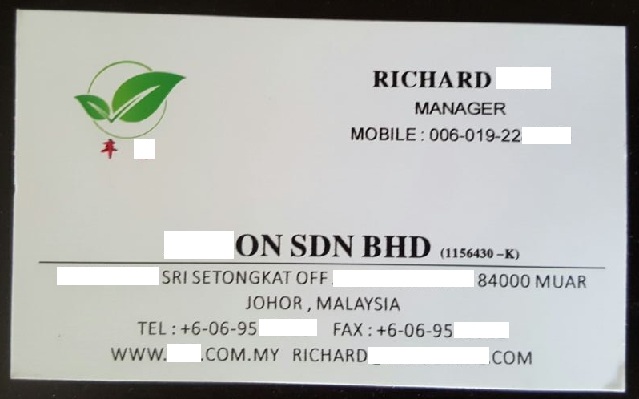 RICHARD
MANAGER
MOBILE : 006-019-22
ON SDN BHD (1156430 –K)
SRI SETONGKAT OFF 84000 MUAR
JOHOR , MALAYSIA
TEL : +6-06-95 FAX : +6-06-95
WWW. .COM.MY RICHARD .COM